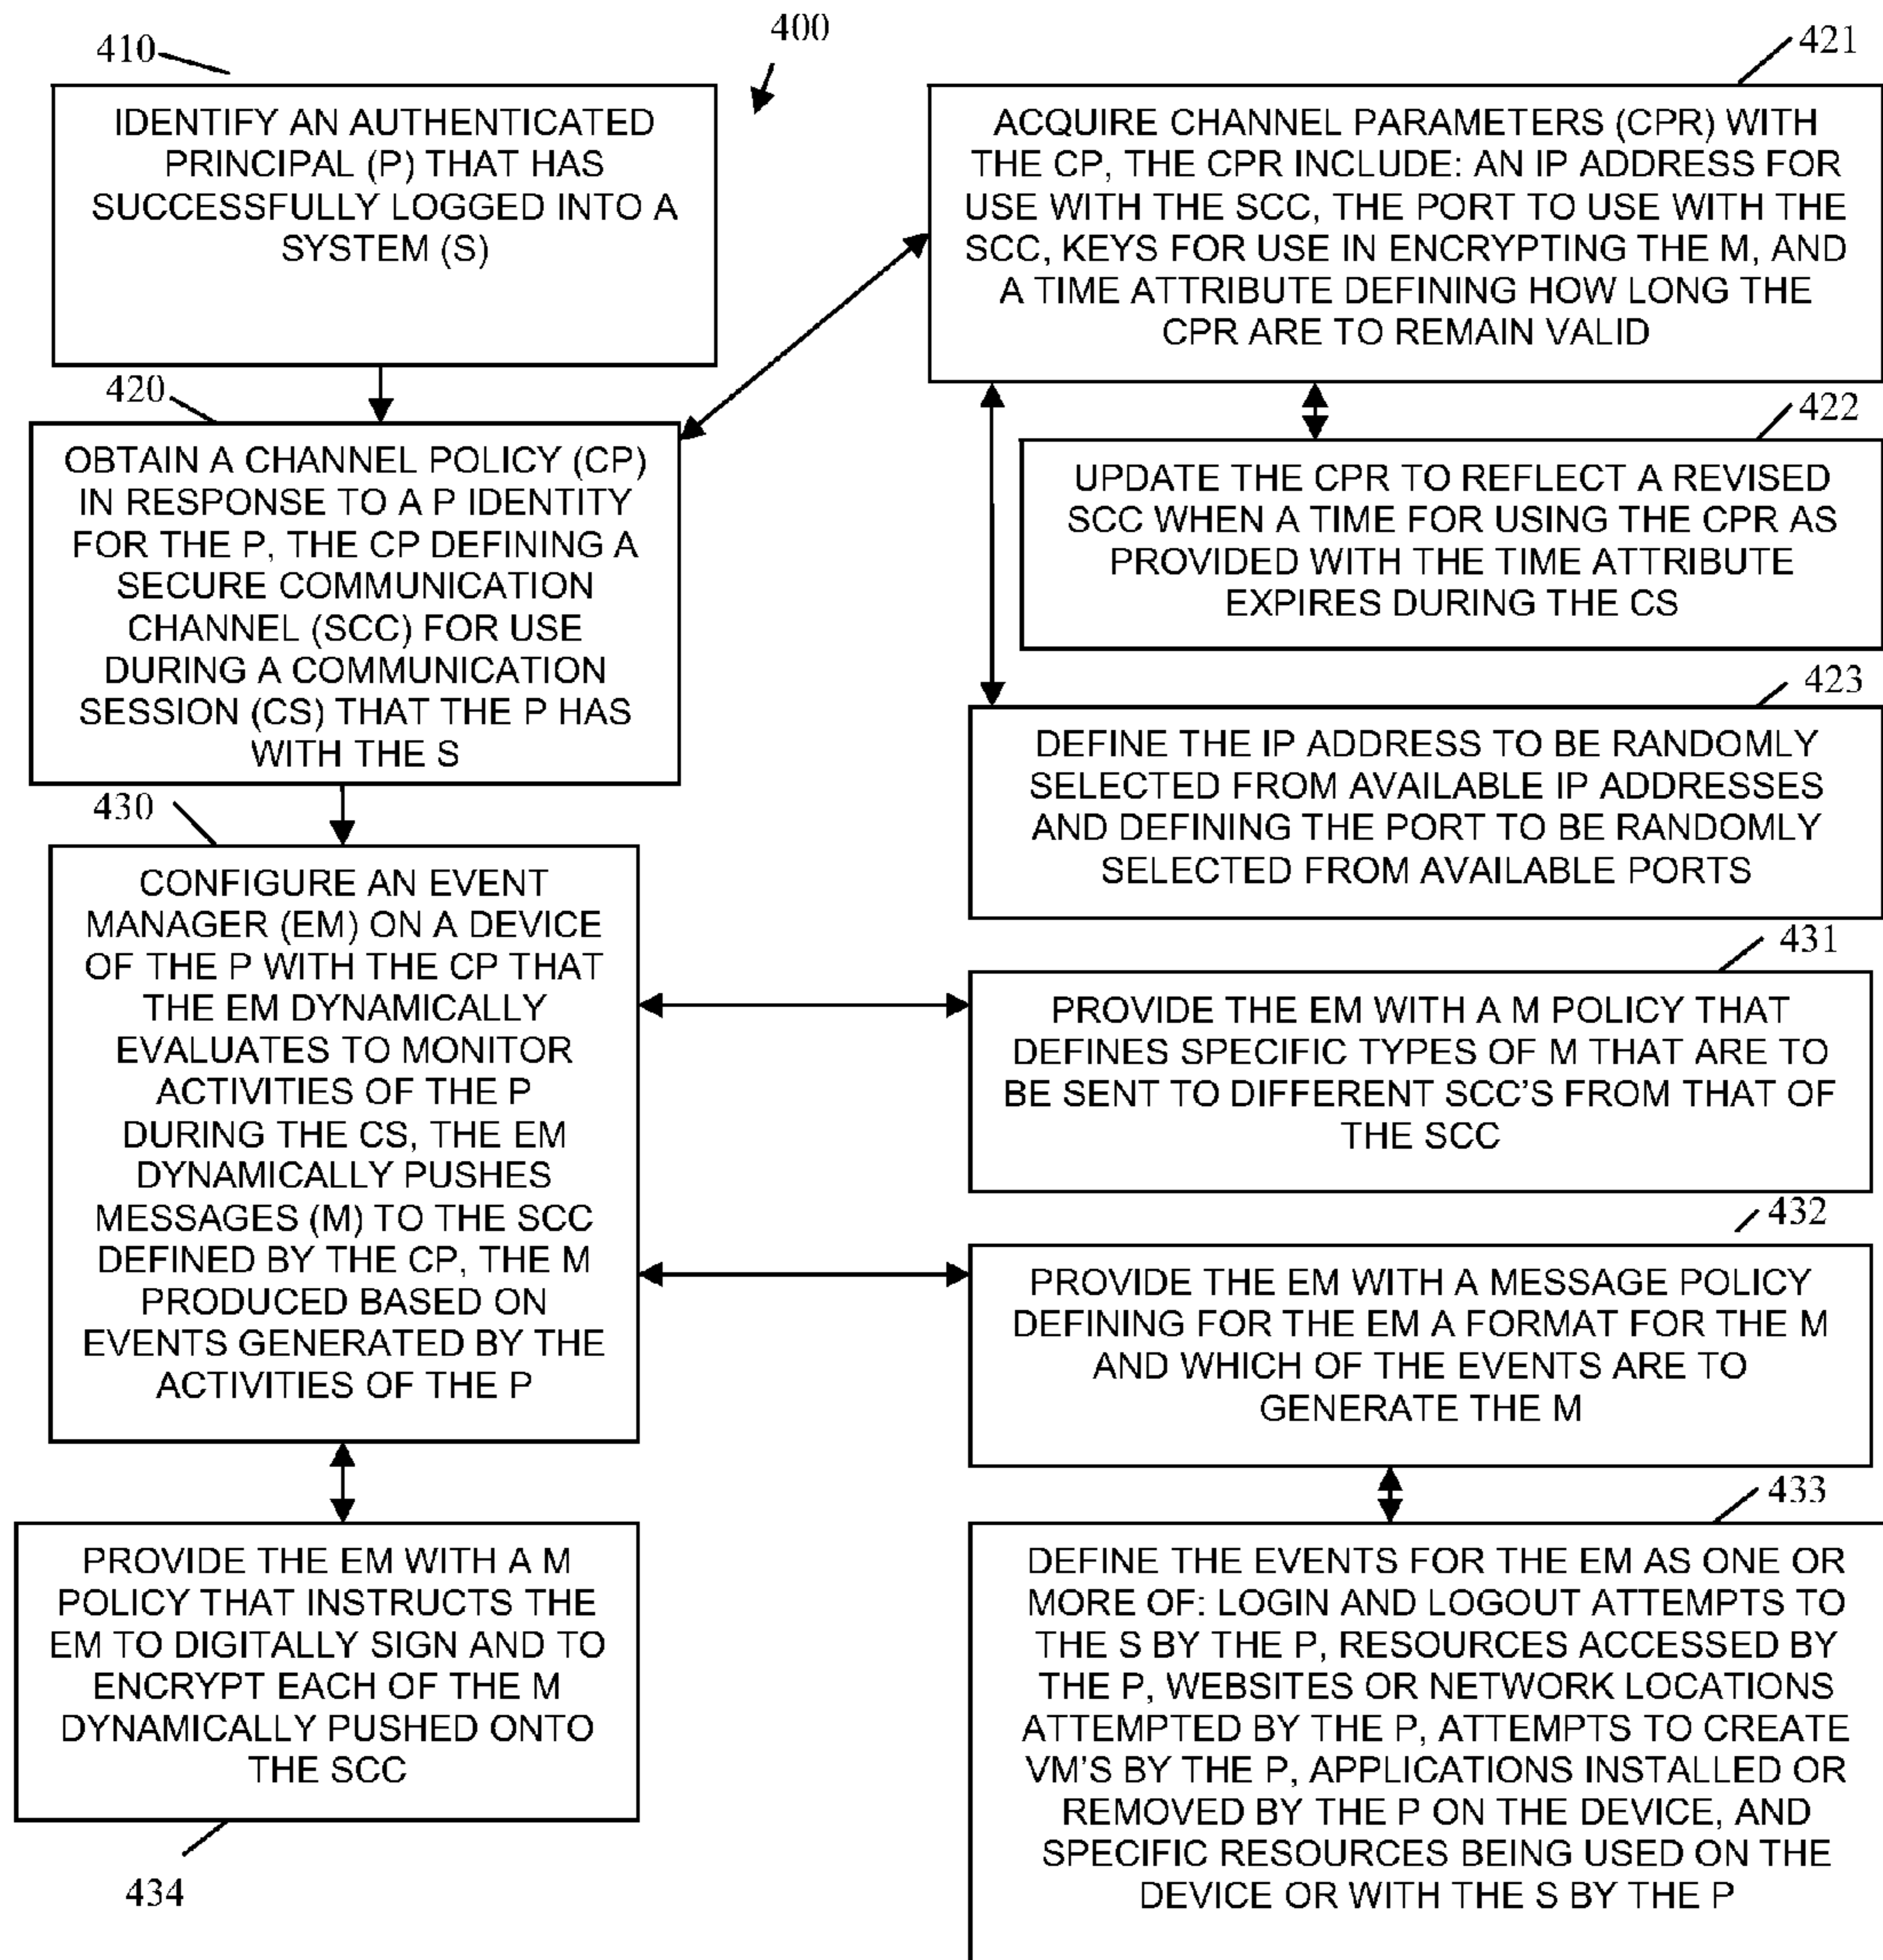 400
410
IDENTIFY AN AUTHENTICATED
PRINCIPAL (P) THAT HAS
SUCCESSFULLY LOGGED INTO A
SYSTEM (S)
420
OBTAIN A CHANNEL POLICY (CP)
IN RESPONSE TO A P IDENTITY
FOR THE P, THE CP DEFINING A
SECURE COMMUNICATION
CHANNEL (SCC) FOR USE
DURING A COMMUNICATION
SESSION (CS) THAT THE P HAS
WITH THE S
430
CONFIGURE AN EVENT
MANAGER (EM) ON A DEVICE
OF THE P WITH THE CP THAT
THE EM DYNAMICALLY
EVALUATES TO MONITOR
ACTIVITIES OF THE P
DURING THE CS, THE EM
DYNAMICALLY PUSHES
MESSAGES (M) TO THE SCC
DEFINED BY THE CP, THE M
PRODUCED BASED ON
EVENTS GENERATED BY THE
ACTIVITIES OF THE P
PROVIDE THE EM WITH A M
POLICY THAT INSTRUCTS THE
EM TO DIGITALLY SIGN AND TO
ENCRYPT EACH OF THE M
DYNAMICALLY PUSHED ONTO
THE SCC
434
421
ACQUIRE CHANNEL PARAMETERS (CPR) WITH
THE CP, THE CPR INCLUDE: AN IP ADDRESS FOR
USE WITH THE SCC, THE PORT TO USE WITH THE
SCC, KEYS FOR USE IN ENCRYPTING THE M, AND
A TIME ATTRIBUTE DEFINING HOW LONG THE
CPR ARE TO REMAIN VALID
422
UPDATE THE CPR TO REFLECT A REVISED
SCC WHEN A TIME FOR USING THE CPR AS
PROVIDED WITH THE TIME ATTRIBUTE
EXPIRES DURING THE CS
423
DEFINE THE IP ADDRESS TO BE RANDOMLY
SELECTED FROM AVAILABLE IP ADDRESSES
AND DEFINING THE PORT TO BE RANDOMLY
SELECTED FROM AVAILABLE PORTS
431
PROVIDE THE EM WITH A M POLICY THAT
DEFINES SPECIFIC TYPES OF M THAT ARE TO
BE SENT TO DIFFERENT SCC'S FROM THAT OF
THE SCC
432
PROVIDE THE EM WITH A MESSAGE POLICY
DEFINING FOR THE EM A FORMAT FOR THE M
AND WHICH OF THE EVENTS ARE TO
GENERATE THE M
433
DEFINE THE EVENTS FOR THE EM AS ONE OR
MORE OF: LOGIN AND LOGOUT ATTEMPTS TO
THE S BY THE P, RESOURCES ACCESSED BY
THE P, WEBSITES OR NETWORK LOCATIONS
ATTEMPTED BY THE P, ATTEMPTS TO CREATE
VM'S BY THE P, APPLICATIONS INSTALLED OR
REMOVED BY THE P ON THE DEVICE, AND
SPECIFIC RESOURCES BEING USED ON THE
DEVICE OR WITH THE S BY THE P